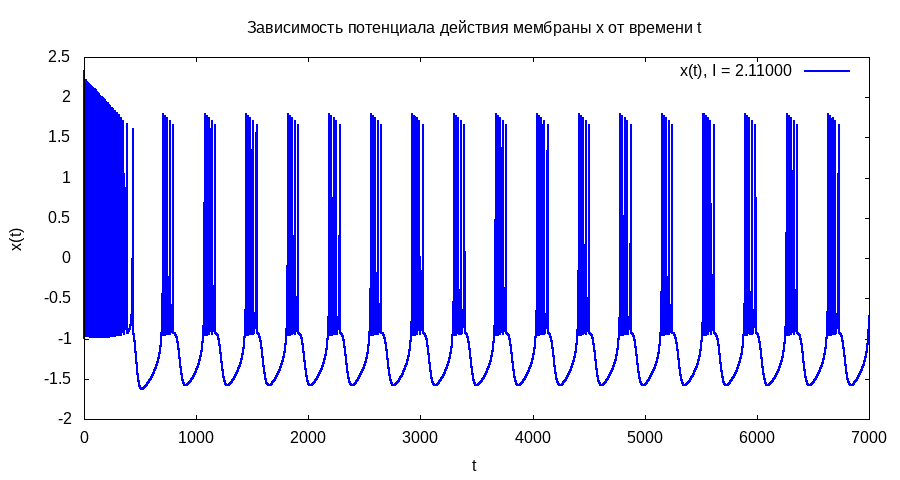 Зависимость потенциала действия мембраны x от времени t
x(t), I = 2.11000
2.5
2
1.5
1
0.5
0
-0.5
-1
-1.5
-2
x(t)
0 1000 2000 3000 4000 5000 6000 7000
t